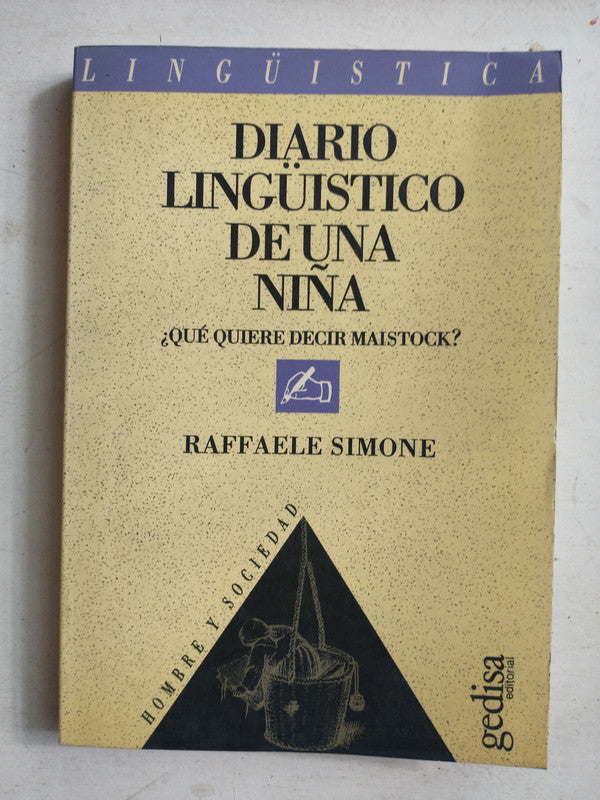 LINGÜISTICA
DIARIO
LINGÜISTICO
DE UNA
NIÑA
¿QUÉ QUIERE DECIR MAISTOCK?
RAFFAELE SIMONE
HOMBRE Y SOCIEDAD
gedisa
editorial